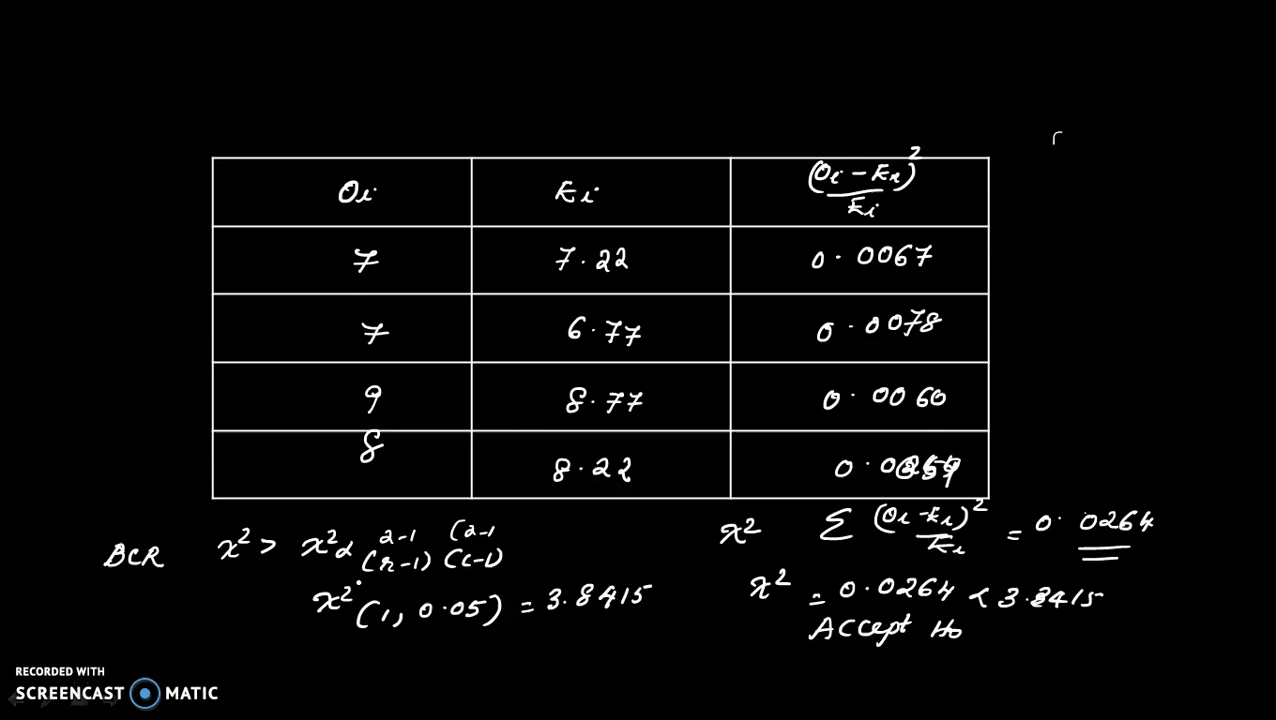 Oi Ei (Oi - Ei)² / Ei
7 7.22 0.0067
7 6.77 0.0078
9 8.77 0.0060
8 8.22
χ² Σ (Oi - Ei)² / Ei = 0.0264
BCR χ² > χ²α (r-1) (c-1)
2-1 (2-1
χ² (1, 0.05) = 3.8415
χ² = 0.0264 < 3.8415
Accept Ho
RECORDED WITH
SCREENCAST MATIC